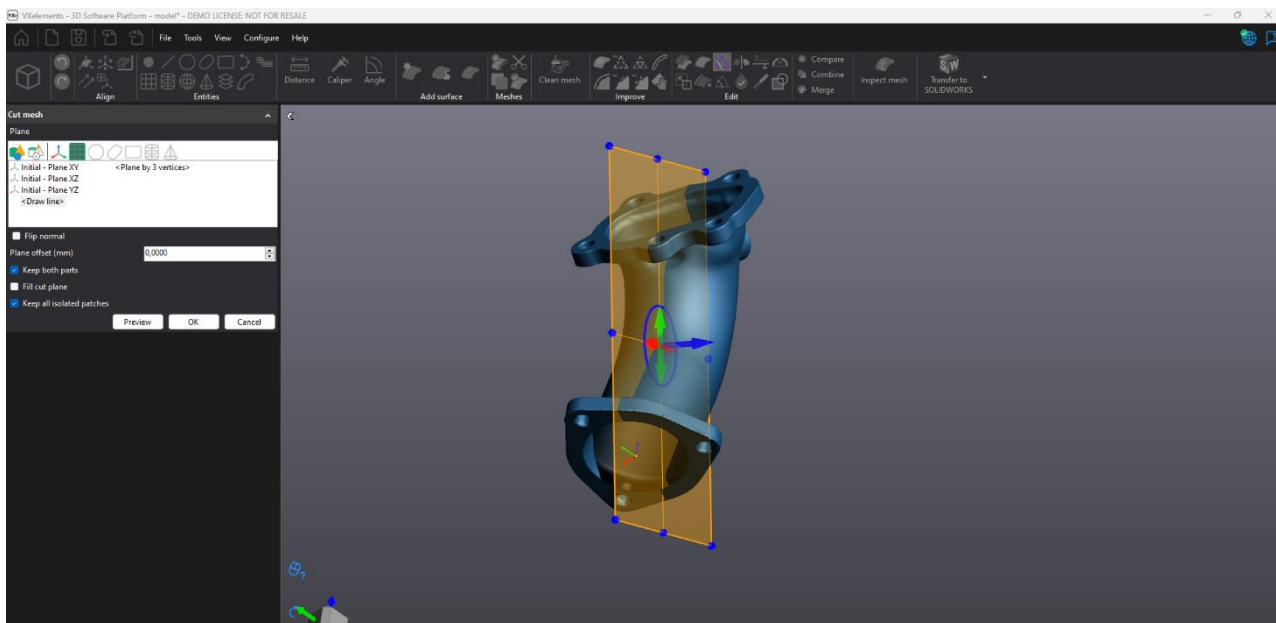 VXelements - 3D Software Platform - model* - DEMO LICENSE: NOT FOR RESALE
File Tools View Configure Help
Distance Caliper Angle Clean mesh Compare Combine Merge Inspect mesh Transfer to SOLIDWORKS
Align Entities Add surface Meshes Improve Edit
Cut mesh
Plane
Initial - Plane XY <Plane by 3 vertices>
Initial - Plane XZ
Initial - Plane YZ
<Draw line>
Flip normal
Plane offset (mm) 0,0000
Keep both parts
Fill cut plane
Keep all isolated patches
Preview OK Cancel